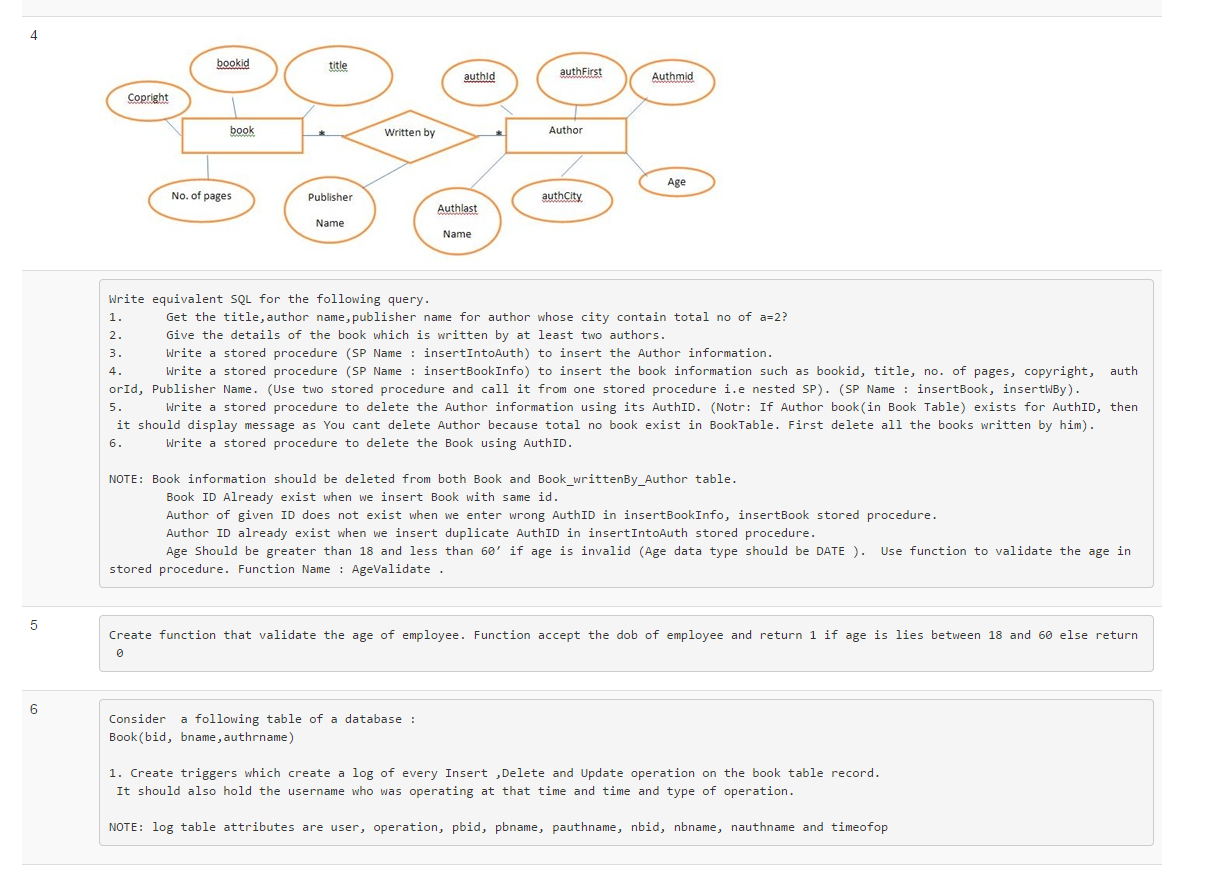 4
bookid
title
authId
authFirst
Authmid
Copright
book
*
Written by
*
Author
No. of pages
Publisher
Name
Authlast
Name
authCity
Age
Write equivalent SQL for the following query.
1. Get the title,author name,publisher name for author whose city contain total no of a=2?
2. Give the details of the book which is written by at least two authors.
3. Write a stored procedure (SP Name : insertIntoAuth) to insert the Author information.
4. Write a stored procedure (SP Name : insertBookInfo) to insert the book information such as bookid, title, no. of pages, copyright, auth
orId, Publisher Name. (Use two stored procedure and call it from one stored procedure i.e nested SP). (SP Name : insertBook, insertWBy).
5. Write a stored procedure to delete the Author information using its AuthID. (Notr: If Author book(in Book Table) exists for AuthID, then
it should display message as You cant delete Author because total no book exist in BookTable. First delete all the books written by him).
6. Write a stored procedure to delete the Book using AuthID.
NOTE: Book information should be deleted from both Book and Book_writtenBy_Author table.
Book ID Already exist when we insert Book with same id.
Author of given ID does not exist when we enter wrong AuthID in insertBookInfo, insertBook stored procedure.
Author ID already exist when we insert duplicate AuthID in insertIntoAuth stored procedure.
Age Should be greater than 18 and less than 60′ if age is invalid (Age data type should be DATE ). Use function to validate the age in
stored procedure. Function Name : AgeValidate .
5
Create function that validate the age of employee. Function accept the dob of employee and return 1 if age is lies between 18 and 60 else return
0
6
Consider a following table of a database :
Book(bid, bname,authrname)
1. Create triggers which create a log of every Insert ,Delete and Update operation on the book table record.
It should also hold the username who was operating at that time and time and type of operation.
NOTE: log table attributes are user, operation, pbid, pbname, pauthname, nbid, nbname, nauthname and timeofop